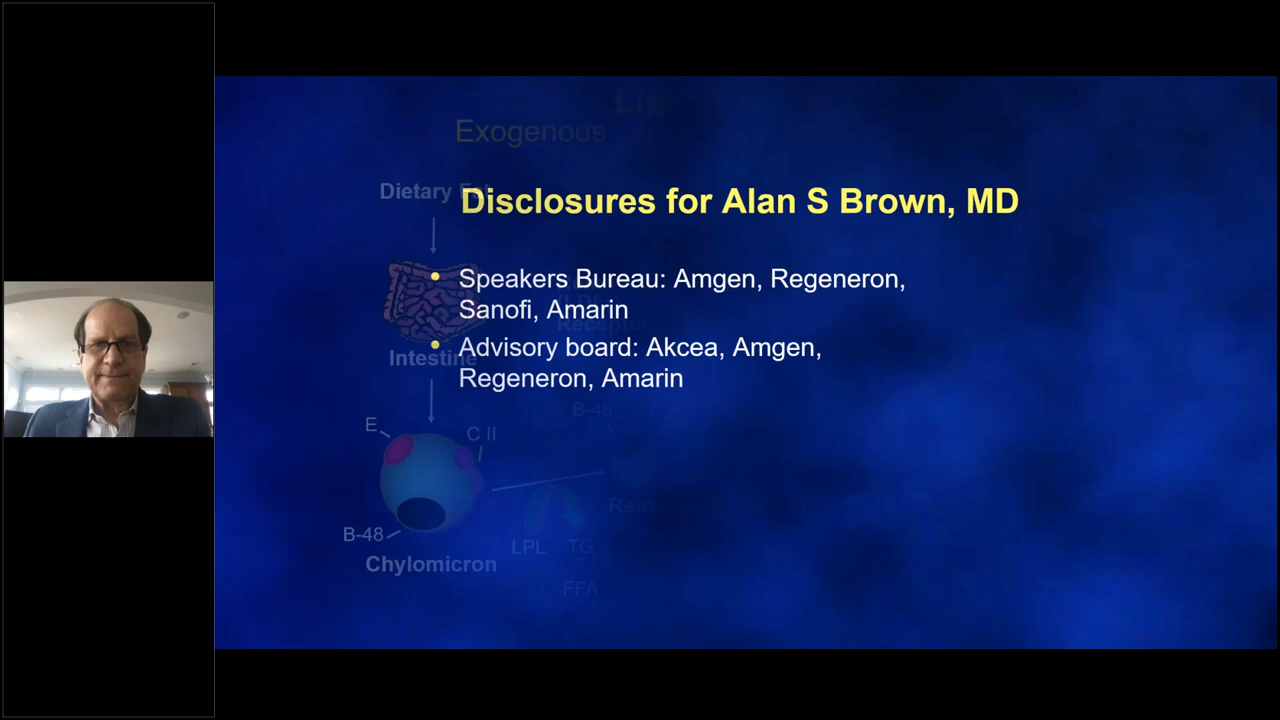 Exogenous
Disclosures for Alan S Brown, MD
Dietary
Speakers Bureau: Amgen, Regeneron,
Sanofi, Amarin
Advisory board: Akcea, Amgen,
Regeneron, Amarin
Intestine
B-48
E
C II
B-48
LPL
TG
Chylomicron
FFA